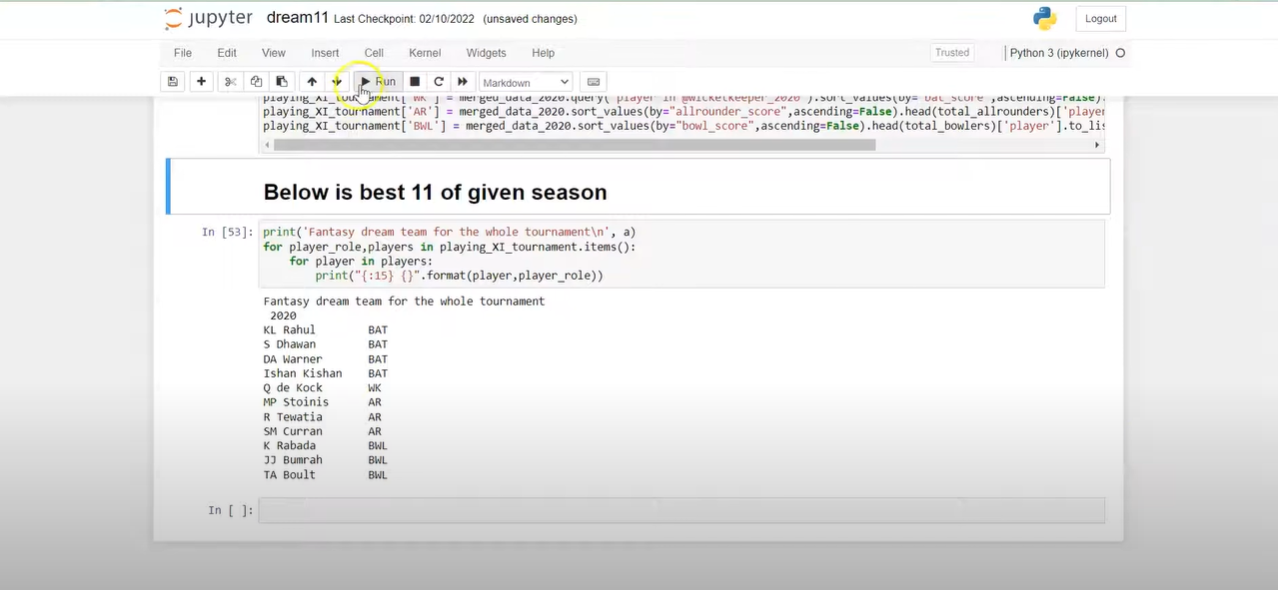 jupyter dream11 Last Checkpoint: 02/10/2022 (unsaved changes) Logout
File Edit View Insert Cell Kernel Widgets Help Trusted Python 3 (ipykernel)
Run Markdown
playing_XI_tournament['WK'] = merged_data_2020.query("player in @wicketkeeper_2020").sort_values(by="bat_score",ascending=False).
playing_XI_tournament['AR'] = merged_data_2020.sort_values(by="allrounder_score",ascending=False).head(total_allrounders)['player
playing_XI_tournament['BWL'] = merged_data_2020.sort_values(by="bowl_score",ascending=False).head(total_bowlers)['player'].to_lis
Below is best 11 of given season
In [53]: print('Fantasy dream team for the whole tournament\n', a)
for player_role,players in playing_XI_tournament.items():
for player in players:
print("{:15} {}".format(player,player_role))
Fantasy dream team for the whole tournament
2020
KL Rahul BAT
S Dhawan BAT
DA Warner BAT
Ishan Kishan BAT
Q de Kock WK
MP Stoinis AR
R Tewatia AR
SM Curran AR
K Rabada BWL
JJ Bumrah BWL
TA Boult BWL
In [ ]: